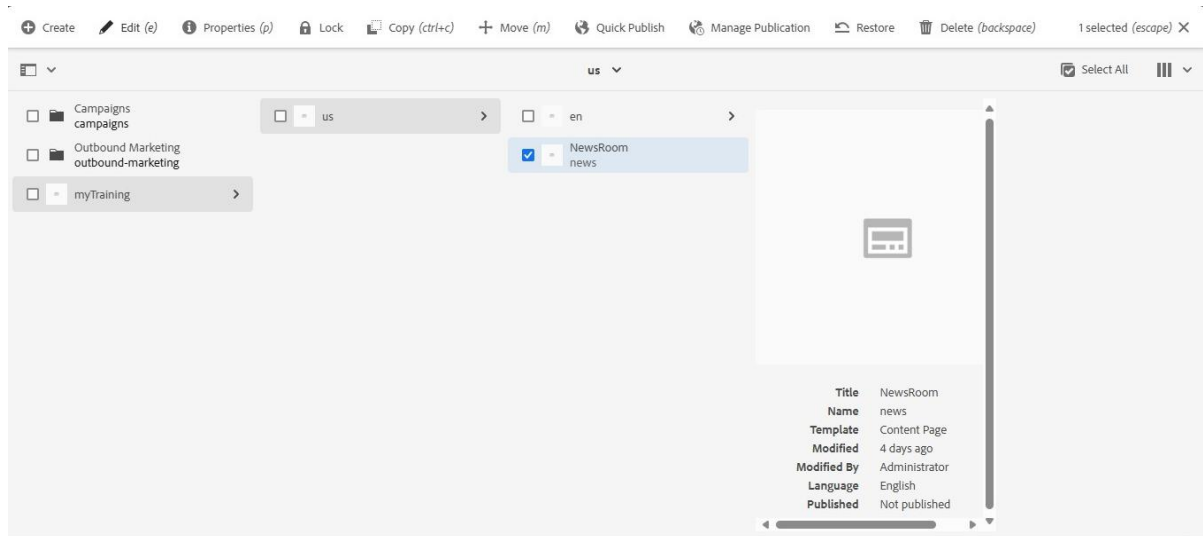 Create Edit (e) Properties (p) Lock Copy (ctrl+c) Move (m) Quick Publish Manage Publication Restore Delete (backspace) 1 selected (escape)
us Select All
Campaigns
campaigns
Outbound Marketing
outbound-marketing
myTraining
us
en
NewsRoom
news
Title NewsRoom
Name news
Template Content Page
Modified 4 days ago
Modified By Administrator
Language English
Published Not published